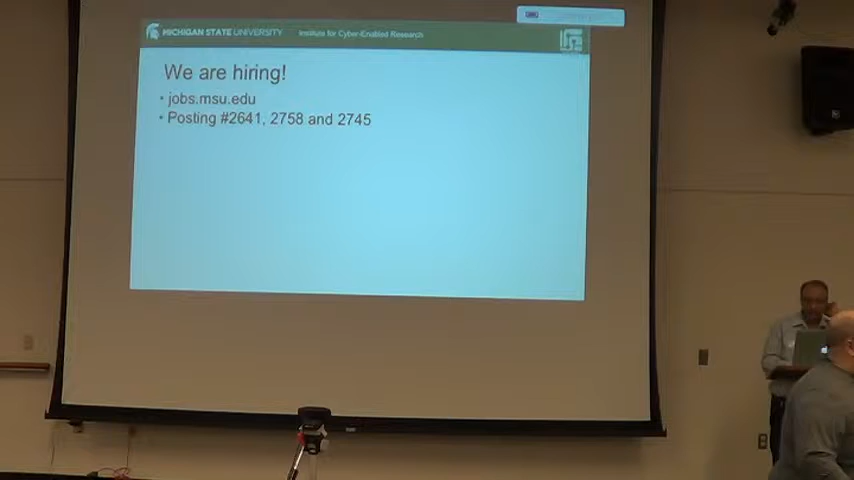 MICHIGAN STATE UNIVERSITY Institute for Cyber-Enabled Research
We are hiring!
• jobs.msu.edu
• Posting #2641, 2758 and 2745